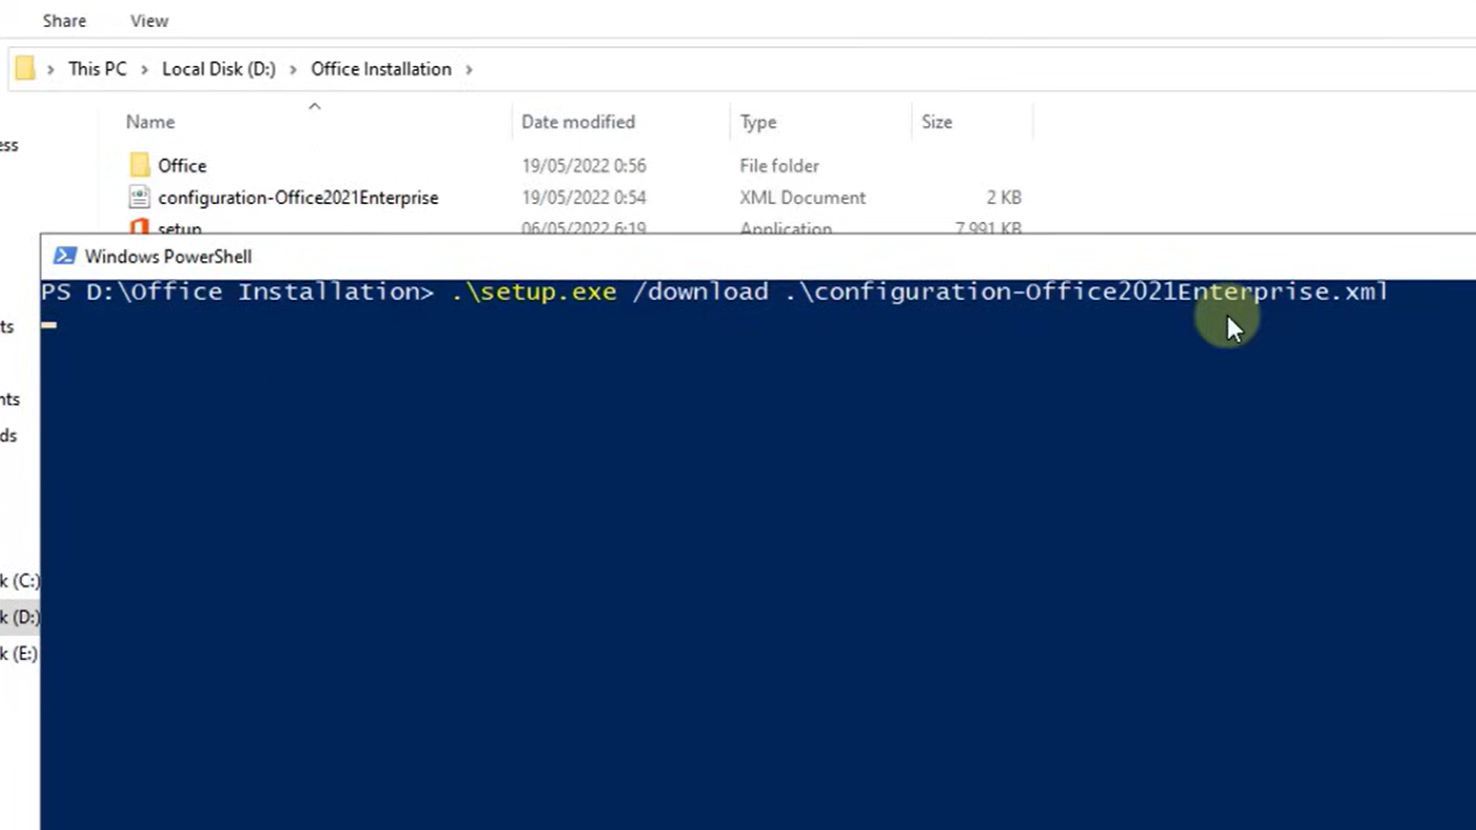 Share View
This PC > Local Disk (D:) > Office Installation >
Name Date modified Type Size
ess
Office 19/05/2022 0:56 File folder
configuration-Office2021Enterprise 19/05/2022 0:54 XML Document 2 KB
setup 06/05/2022 6:19 Application 7.991 KB
Windows PowerShell
PS D:\Office Installation> .\setup.exe /download .\configuration-Office2021Enterprise.xml
ts
nts
ds
k (C:)
k (D:)
k (E:)